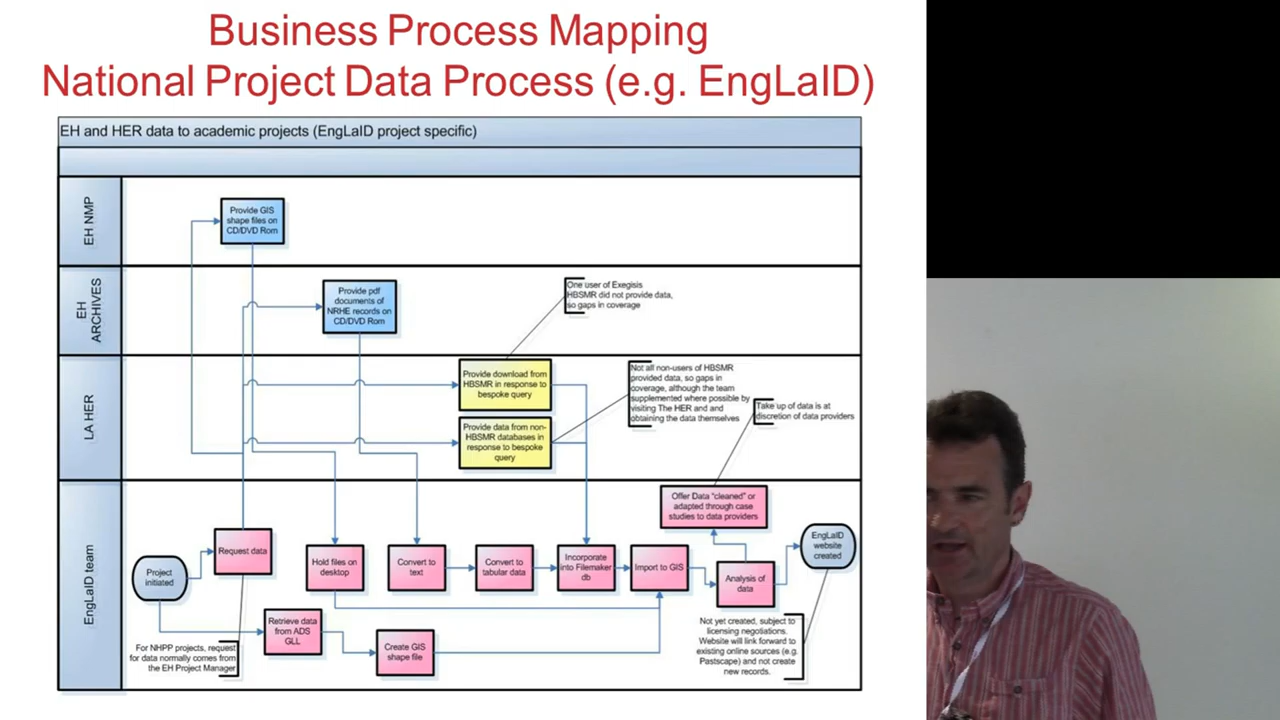 Business Process Mapping
National Project Data Process (e.g. EngLaID)
EH and HER data to academic projects (EngLaID project specific)
EH NMP
Provide GIS
shape files on
CD/DVD Rom
EH
ARCHIVES
Provide pdf
documents of
NRHE records on
CD/DVD Rom
One user of Exegisis
HBSMR did not provide data,
so gaps in coverage
LA HER
Provide download from
HBSMR in response to
bespoke query
Provide data from non-
HBSMR databases in
response to bespoke
query
Not all non-users of HBSMR
provided data, so gaps in
coverage, although the team
supplemented where possible by
visiting The HER and and
obtaining the data themselves
Take up of data is at
discretion of data providers
EngLaID team
Project
initiated
Request data
For NHPP projects, request
for data normally comes from
the EH Project Manager
Retrieve data
from ADS
GLL
Hold files on
desktop
Create GIS
shape file
Convert to
text
Convert to
tabular data
Incorporate
into Filemaker
db
Import to GIS
Offer Data "cleaned" or
adapted through case
studies to data providers
Analysis of
data
EngLaID
website
created
Not yet created, subject to
licensing negotiations.
Website will link forward to
existing online sources (e.g.
Pastscape) and not create
new records.